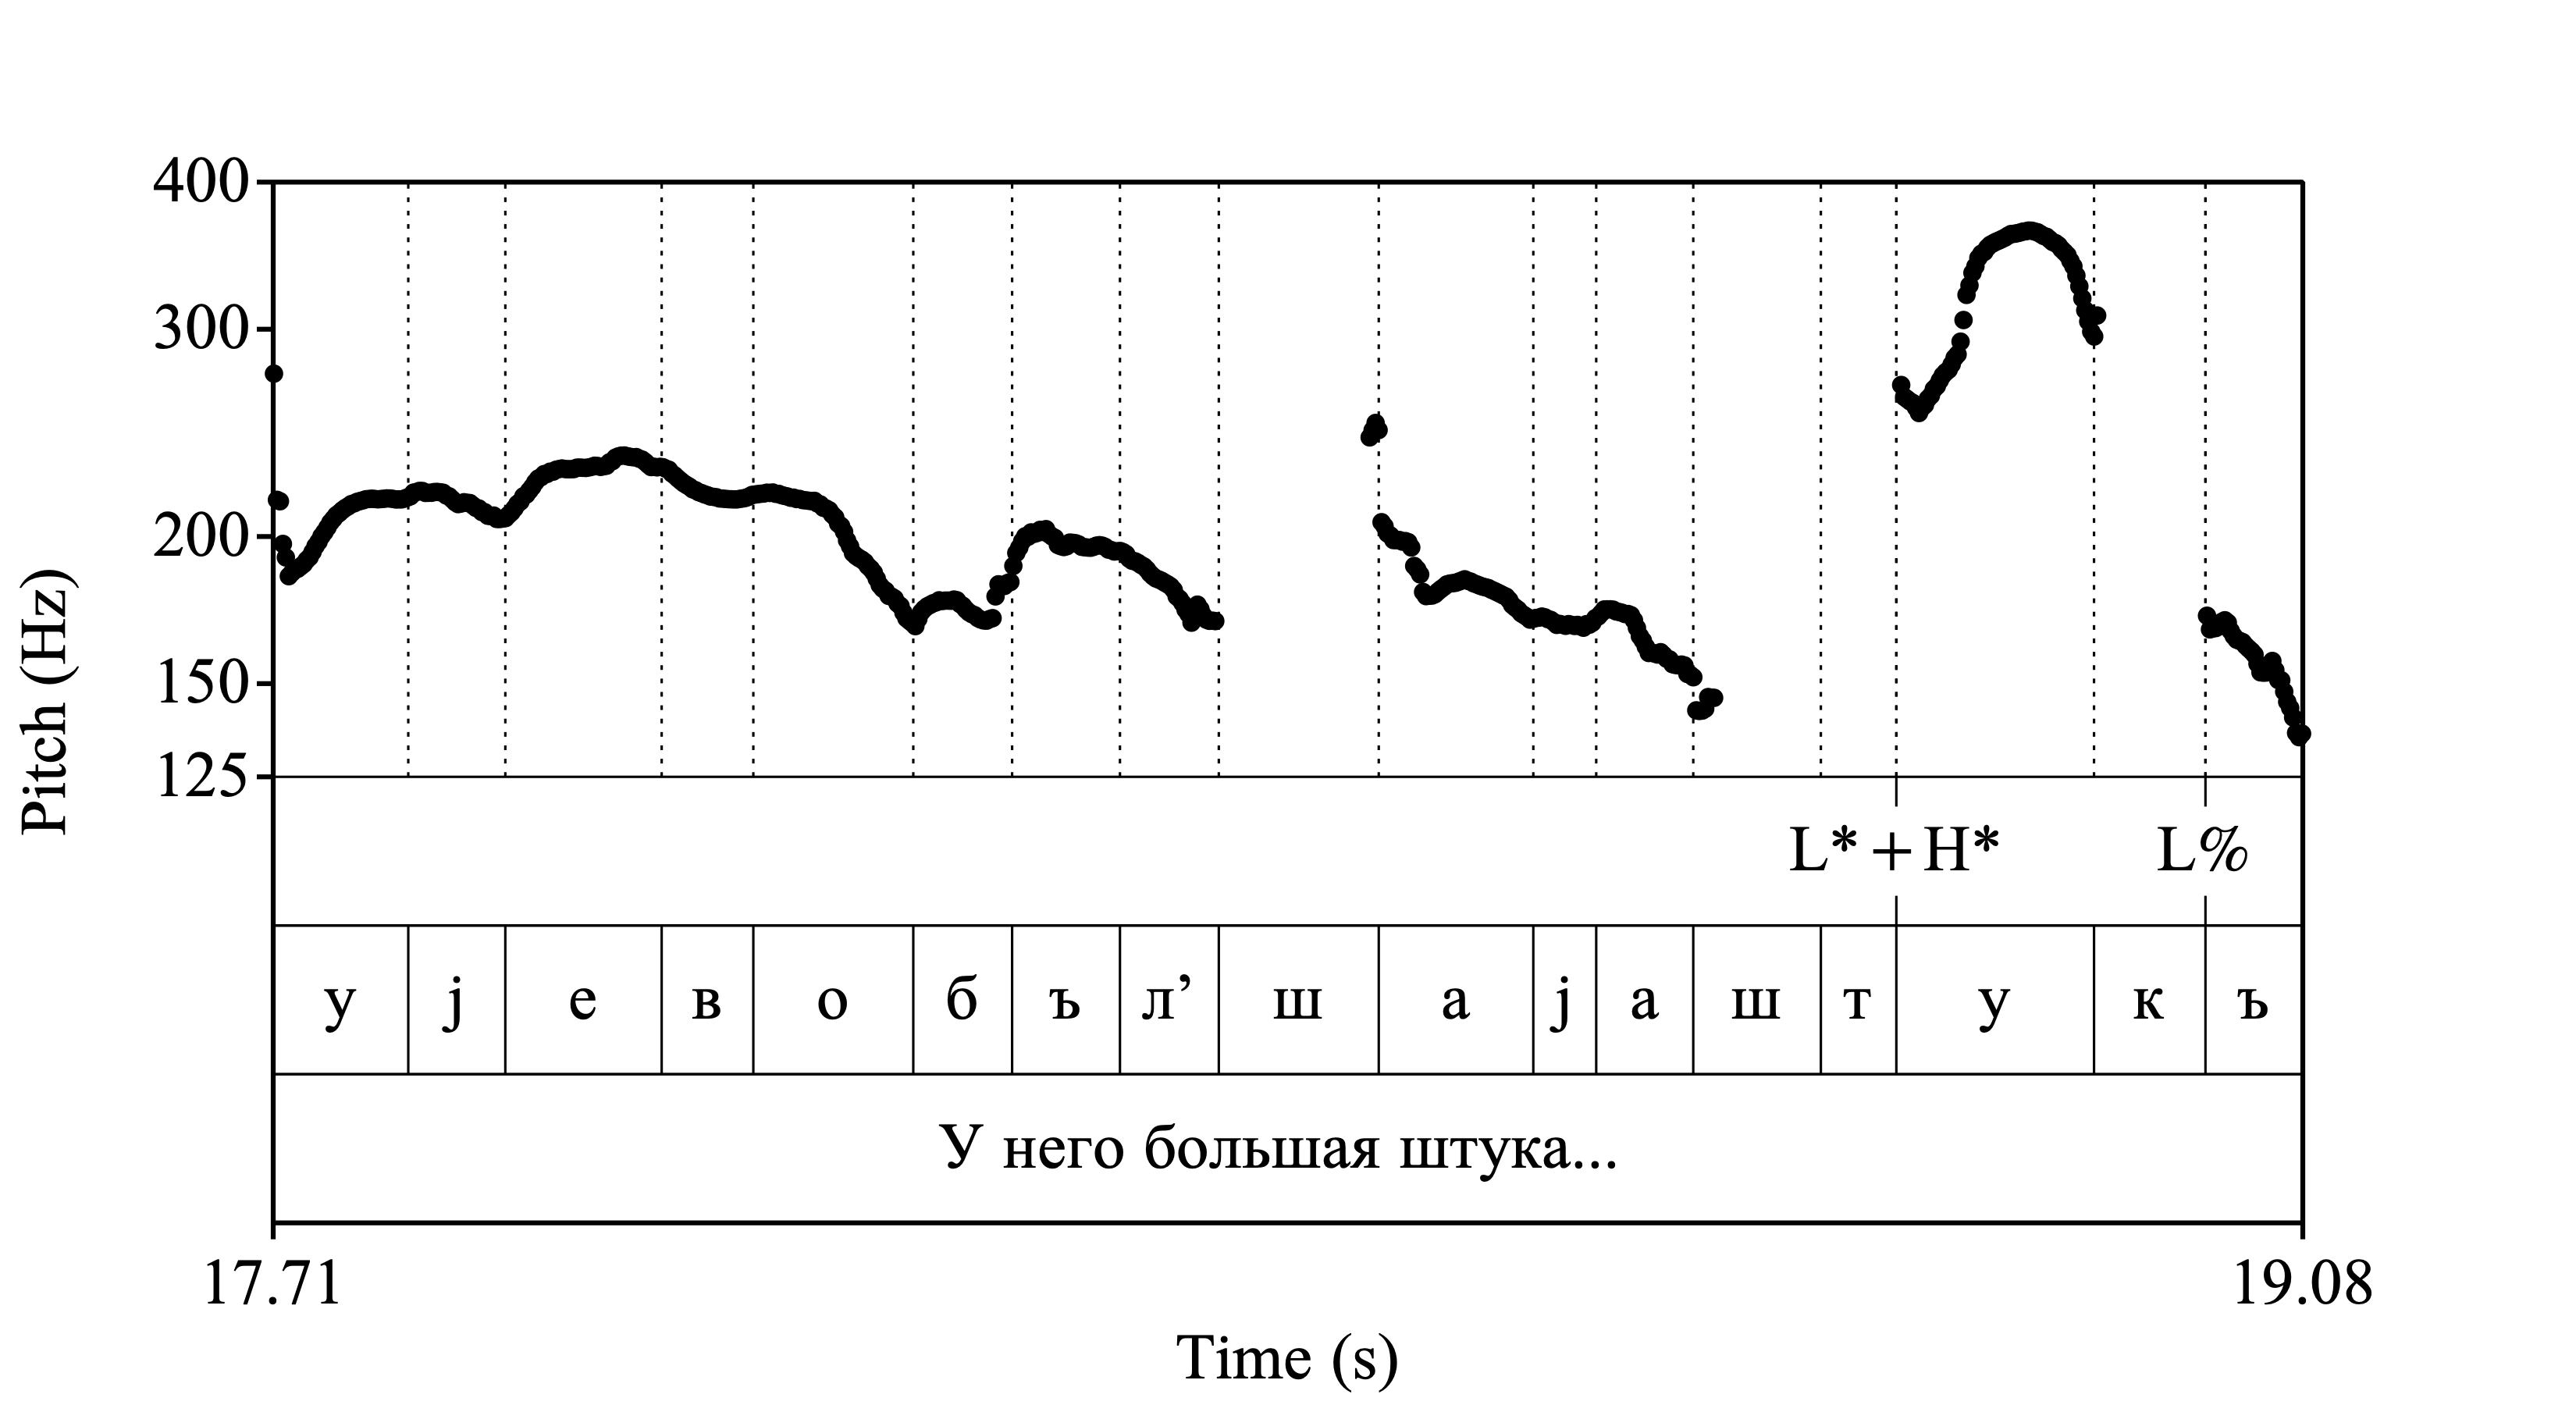 400
300
200
150
125
Pitch (Hz)
L*+H* L%
у j е в о б ъ л’ ш а j а ш т у к ъ
У него большая штука...
17.71 19.08
Time (s)